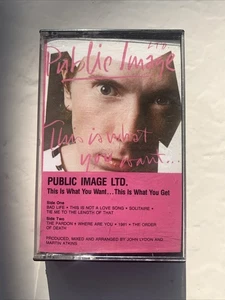 Public Image
LTD
This is what
you want...
PUBLIC IMAGE LTD.
This Is What You Want...This Is What You Get
Side One
BAD LIFE • THIS IS NOT A LOVE SONG • SOLITAIRE •
TIE ME TO THE LENGTH OF THAT
Side Two
THE PARDON • WHERE ARE YOU • 1981 • THE ORDER
OF DEATH
PRODUCED, MIXED AND ARRANGED BY JOHN LYDON AND
MARTIN ATKINS